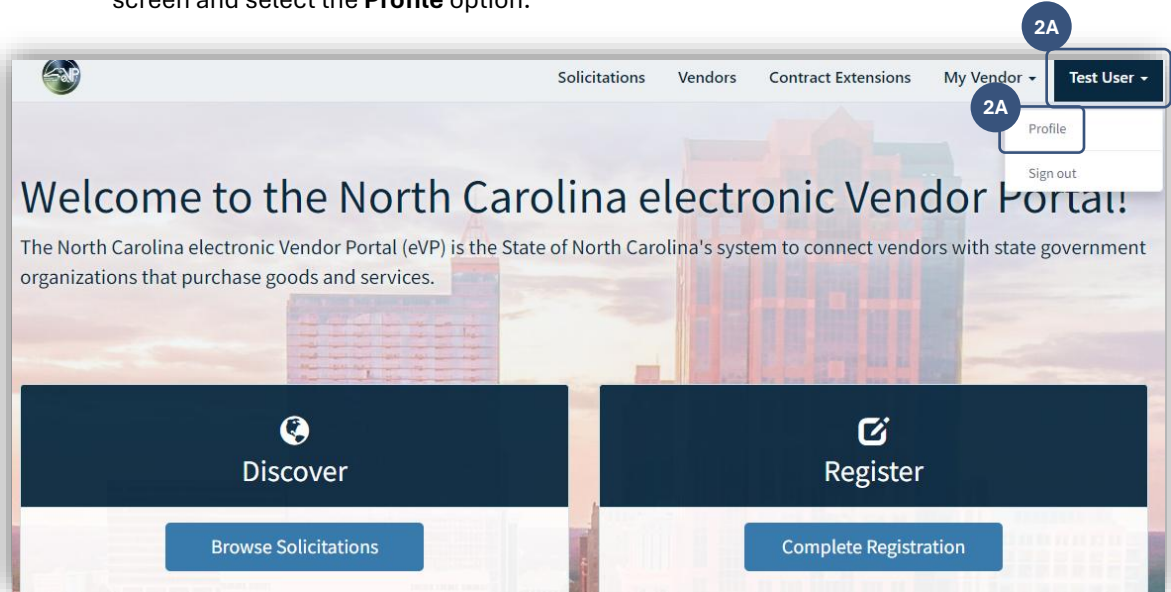 screen and select the Profile option.
2A
eVP
Solicitations Vendors Contract Extensions My Vendor Test User
2A
Profile
Sign out
Welcome to the North Carolina electronic Vendor Portal!
The North Carolina electronic Vendor Portal (eVP) is the State of North Carolina's system to connect vendors with state government
organizations that purchase goods and services.
Discover
Register
Browse Solicitations
Complete Registration